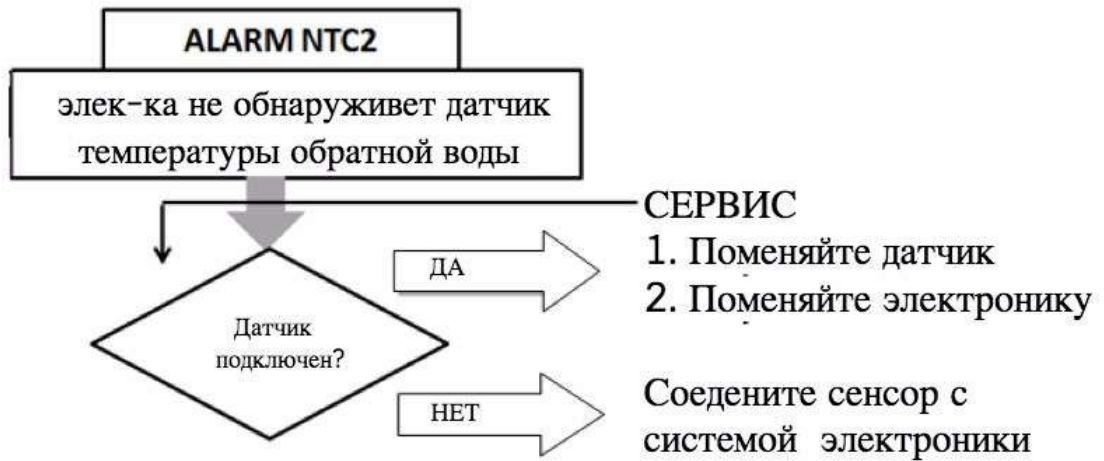 ALARM NTC2
элек-ка не обнаруживет датчик
температуры обратной воды
СЕРВИС
1. Поменяйте датчик
2. Поменяйте электронику
ДА
Датчик
подключен?
НЕТ
Соедените сенсор с
системой электроники